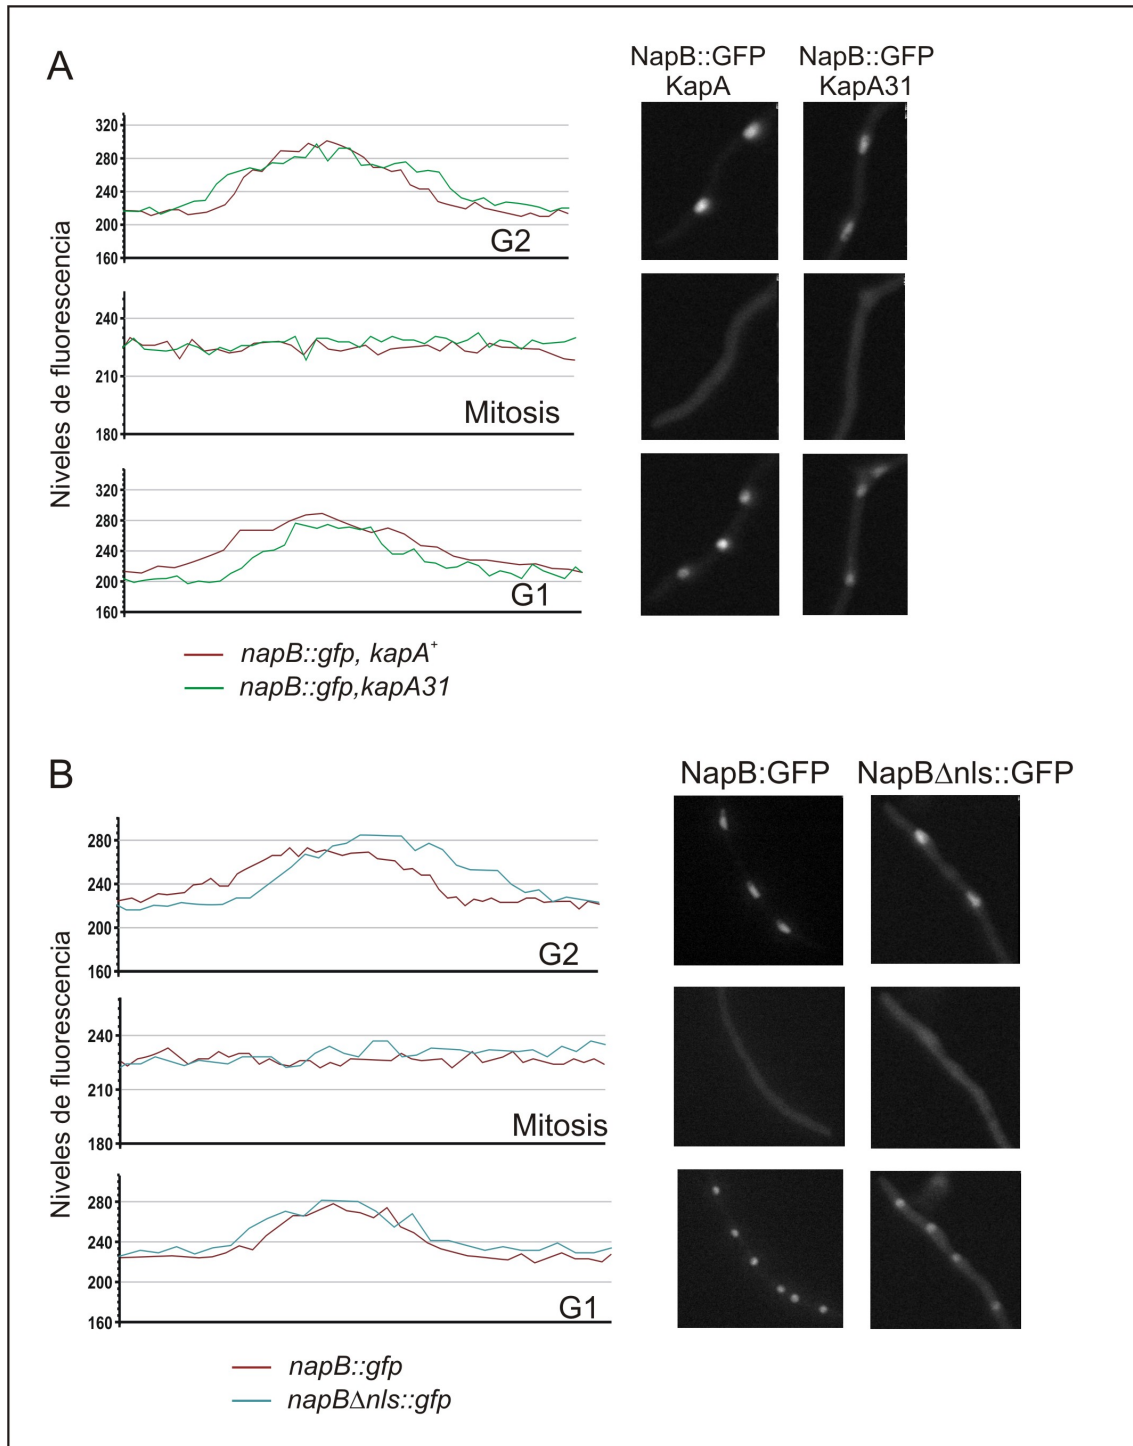 A
NapB::GFP
KapA
NapB::GFP
KapA31
Niveles de fluorescencia
320
280
240
200
160
G2
240
210
180
Mitosis
320
280
240
200
160
G1
napB::gfp, kapA+
napB::gfp,kapA31
B
NapB:GFP
NapBΔnls::GFP
Niveles de fluorescencia
280
240
200
160
G2
240
210
180
Mitosis
280
240
200
160
G1
napB::gfp
napBΔnls::gfp